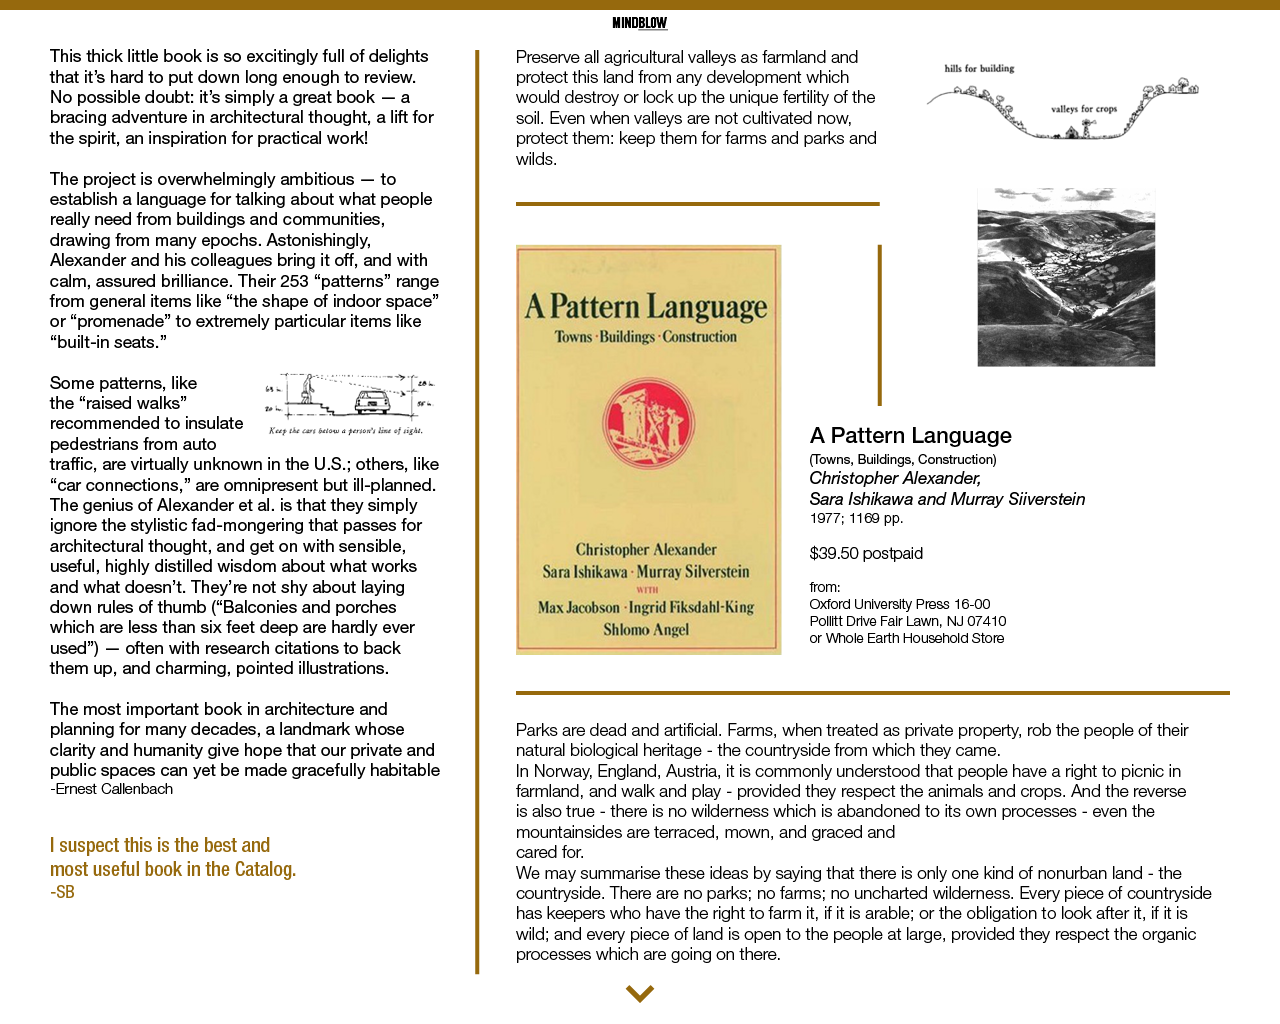 MINDBLOW
This thick little book is so excitingly full of delights
that it’s hard to put down long enough to review.
No possible doubt: it’s simply a great book — a
bracing adventure in architectural thought, a lift for
the spirit, an inspiration for practical work!
The project is overwhelmingly ambitious — to
establish a language for talking about what people
really need from buildings and communities,
drawing from many epochs. Astonishingly,
Alexander and his colleagues bring it off, and with
calm, assured brilliance. Their 253 “patterns” range
from general items like “the shape of indoor space”
or “promenade” to extremely particular items like
“built-in seats.”
Some patterns, like
the “raised walks”
recommended to insulate
pedestrians from auto
traffic, are virtually unknown in the U.S.; others, like
“car connections,” are omnipresent but ill-planned.
The genius of Alexander et al. is that they simply
ignore the stylistic fad-mongering that passes for
architectural thought, and get on with sensible,
useful, highly distilled wisdom about what works
and what doesn’t. They’re not shy about laying
down rules of thumb (“Balconies and porches
which are less than six feet deep are hardly ever
used”) — often with research citations to back
them up, and charming, pointed illustrations.
Keep the cars below a person's line of sight.
The most important book in architecture and
planning for many decades, a landmark whose
clarity and humanity give hope that our private and
public spaces can yet be made gracefully habitable
-Ernest Callenbach
I suspect this is the best and
most useful book in the Catalog.
-SB
Preserve all agricultural valleys as farmland and
protect this land from any development which
would destroy or lock up the unique fertility of the
soil. Even when valleys are not cultivated now,
protect them: keep them for farms and parks and
wilds.
hills for building
valleys for crops
A Pattern Language
Towns · Buildings · Construction
Christopher Alexander
Sara Ishikawa · Murray Silverstein
WITH
Max Jacobson · Ingrid Fiksdahl-King
Shlomo Angel
A Pattern Language
(Towns, Buildings, Construction)
Christopher Alexander,
Sara Ishikawa and Murray Siiverstein
1977; 1169 pp.
$39.50 postpaid
from:
Oxford University Press 16-00
Pollitt Drive Fair Lawn, NJ 07410
or Whole Earth Household Store
Parks are dead and artificial. Farms, when treated as private property, rob the people of their
natural biological heritage - the countryside from which they came.
In Norway, England, Austria, it is commonly understood that people have a right to picnic in
farmland, and walk and play - provided they respect the animals and crops. And the reverse
is also true - there is no wilderness which is abandoned to its own processes - even the
mountainsides are terraced, mown, and graced and
cared for.
We may summarise these ideas by saying that there is only one kind of nonurban land - the
countryside. There are no parks; no farms; no uncharted wilderness. Every piece of countryside
has keepers who have the right to farm it, if it is arable; or the obligation to look after it, if it is
wild; and every piece of land is open to the people at large, provided they respect the organic
processes which are going on there.